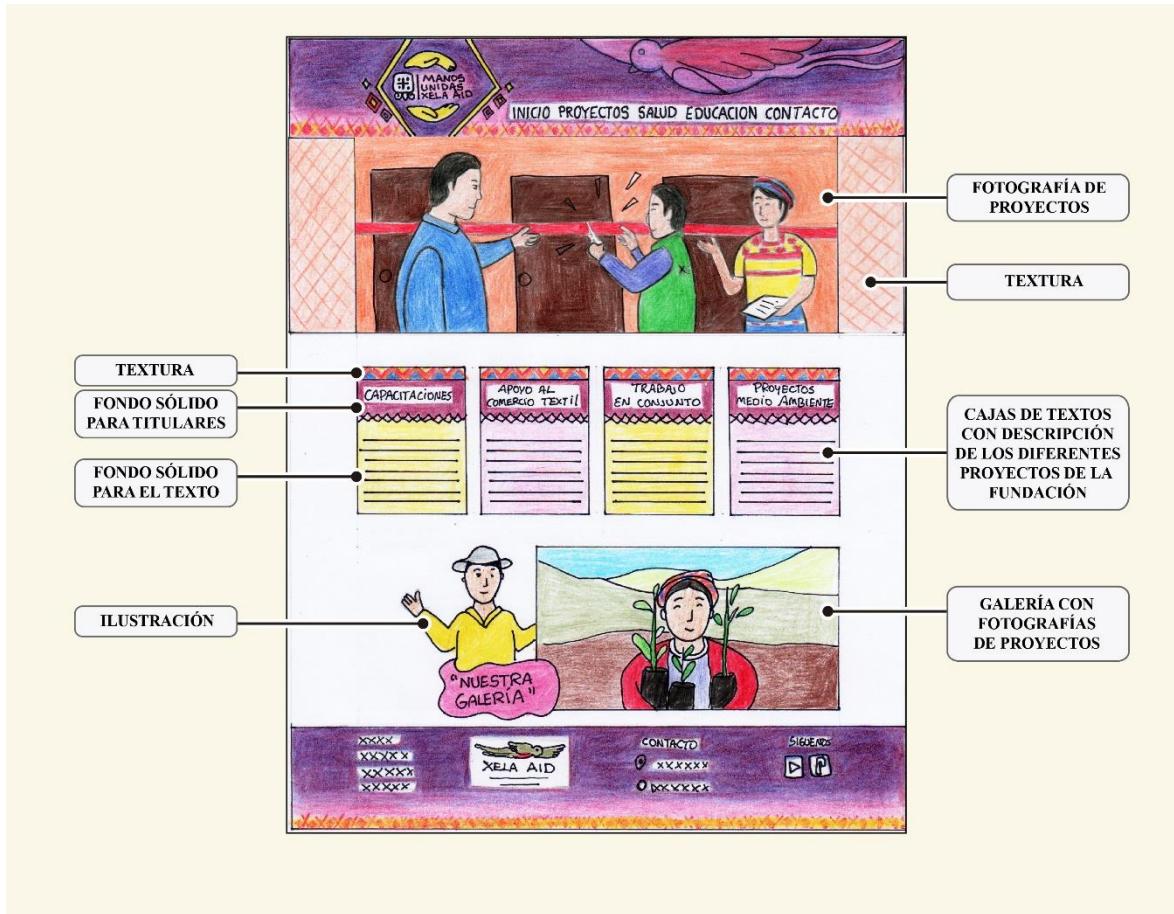 MANOS
UNIDAS
XELA AID
INICIO PROYECTOS SALUD EDUCACION CONTACTO
FOTOGRAFÍA DE
PROYECTOS
TEXTURA
TEXTURA
FONDO SÓLIDO
PARA TITULARES
FONDO SÓLIDO
PARA EL TEXTO
CAPACITACIONES
APOYO AL
COMERCIO TEXTIL
TRABAJO
EN CONJUNTO
PROYECTOS
MEDIO AMBIENTE
CAJAS DE TEXTOS
CON DESCRIPCIÓN
DE LOS DIFERENTES
PROYECTOS DE LA
FUNDACIÓN
ILUSTRACIÓN
"NUESTRA
GALERÍA"
GALERÍA CON
FOTOGRAFÍAS
DE PROYECTOS
XXXX
XXXXX
XXXXX
XXXXX
XELA AID
CONTACTO
XXXXXX
XXXXXX
SIGUENOS